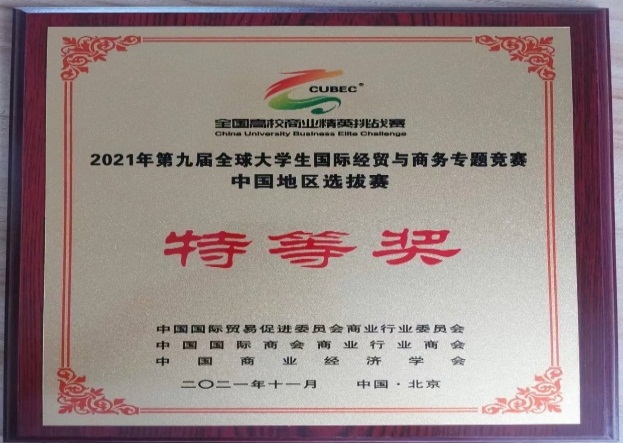 CUBEC®
全国高校商业精英挑战赛
China University Business Elite Challenge
2021年第九届全球大学生国际经贸与商务专题竞赛
中国地区选拔赛
特等奖
中国国际贸易促进委员会商业行业委员会
中国国际商会商业行业商会
中国商业经济学会
二〇二一年十一月 中国·北京